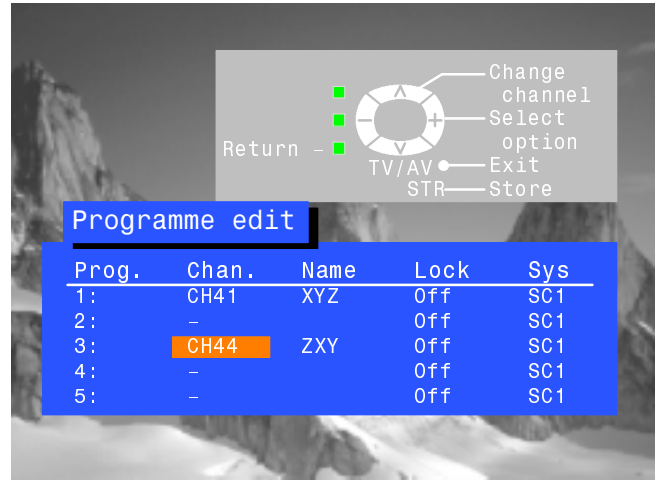 Change
channel
Select
option
Return –
TV/AV Exit
STR Store
Programme edit
Prog. Chan. Name Lock Sys
1: CH41 XYZ Off SC1
2: – Off SC1
3: CH44 ZXY Off SC1
4: – Off SC1
5: – Off SC1